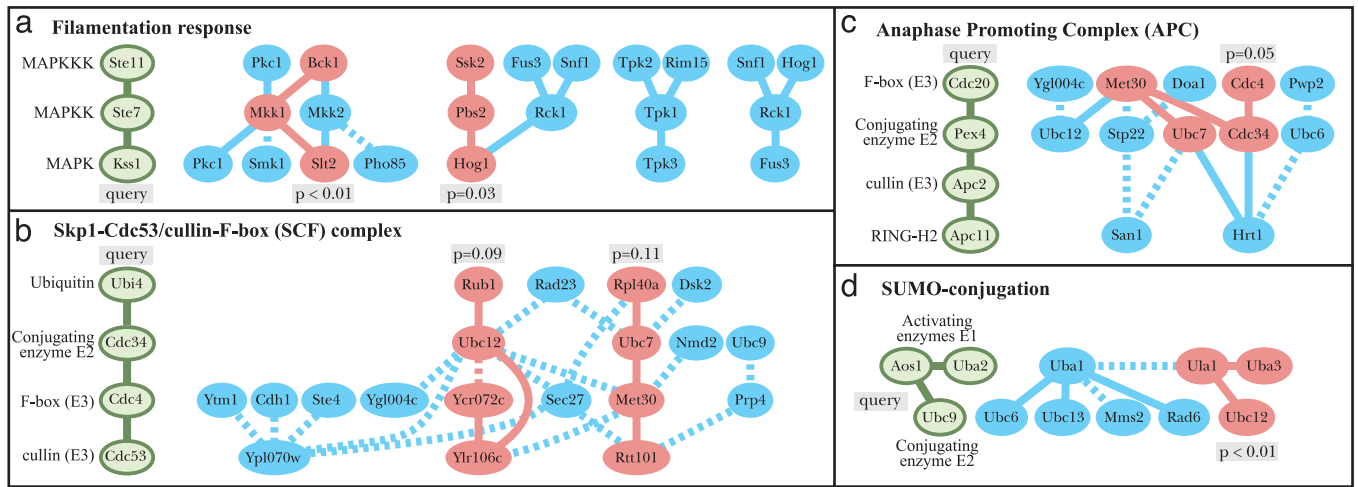 a Filamentation response
MAPKKK Ste11 Pkc1 Bck1 Ssk2 Fus3 Snf1 Tpk2 Rim15 Snf1 Hog1
MAPKK Ste7 Mkk1 Mkk2 Pbs2 Rck1 Tpk1 Rck1
MAPK Kss1 Pkc1 Smk1 Slt2 Pho85 Hog1 Tpk3 Fus3
query p < 0.01 p=0.03
b Skp1-Cdc53/cullin-F-box (SCF) complex
query p=0.09 p=0.11
Ubiquitin Ubi4 Rub1 Rad23 Rpl40a Dsk2
Conjugating
enzyme E2 Cdc34 Ubc12 Ubc7 Nmd2 Ubc9
F-box (E3) Cdc4 Ytm1 Cdh1 Ste4 Ygl004c Ycr072c Sec27 Met30 Prp4
cullin (E3) Cdc53 Ypl070w Ylr106c Rtt101
c Anaphase Promoting Complex (APC)
query p=0.05
F-box (E3) Cdc20 Ygl004c Met30 Doa1 Cdc4 Pwp2
Conjugating
enzyme E2 Pex4 Ubc12 Stp22 Ubc7 Cdc34 Ubc6
cullin (E3) Apc2
RING-H2 Apc11 San1 Hrt1
d SUMO-conjugation
Activating
enzymes E1
Aos1 Uba2 Uba1 Ula1 Uba3
query
Ubc9 Ubc6 Ubc13 Mms2 Rad6 Ubc12
Conjugating
enzyme E2 p < 0.01